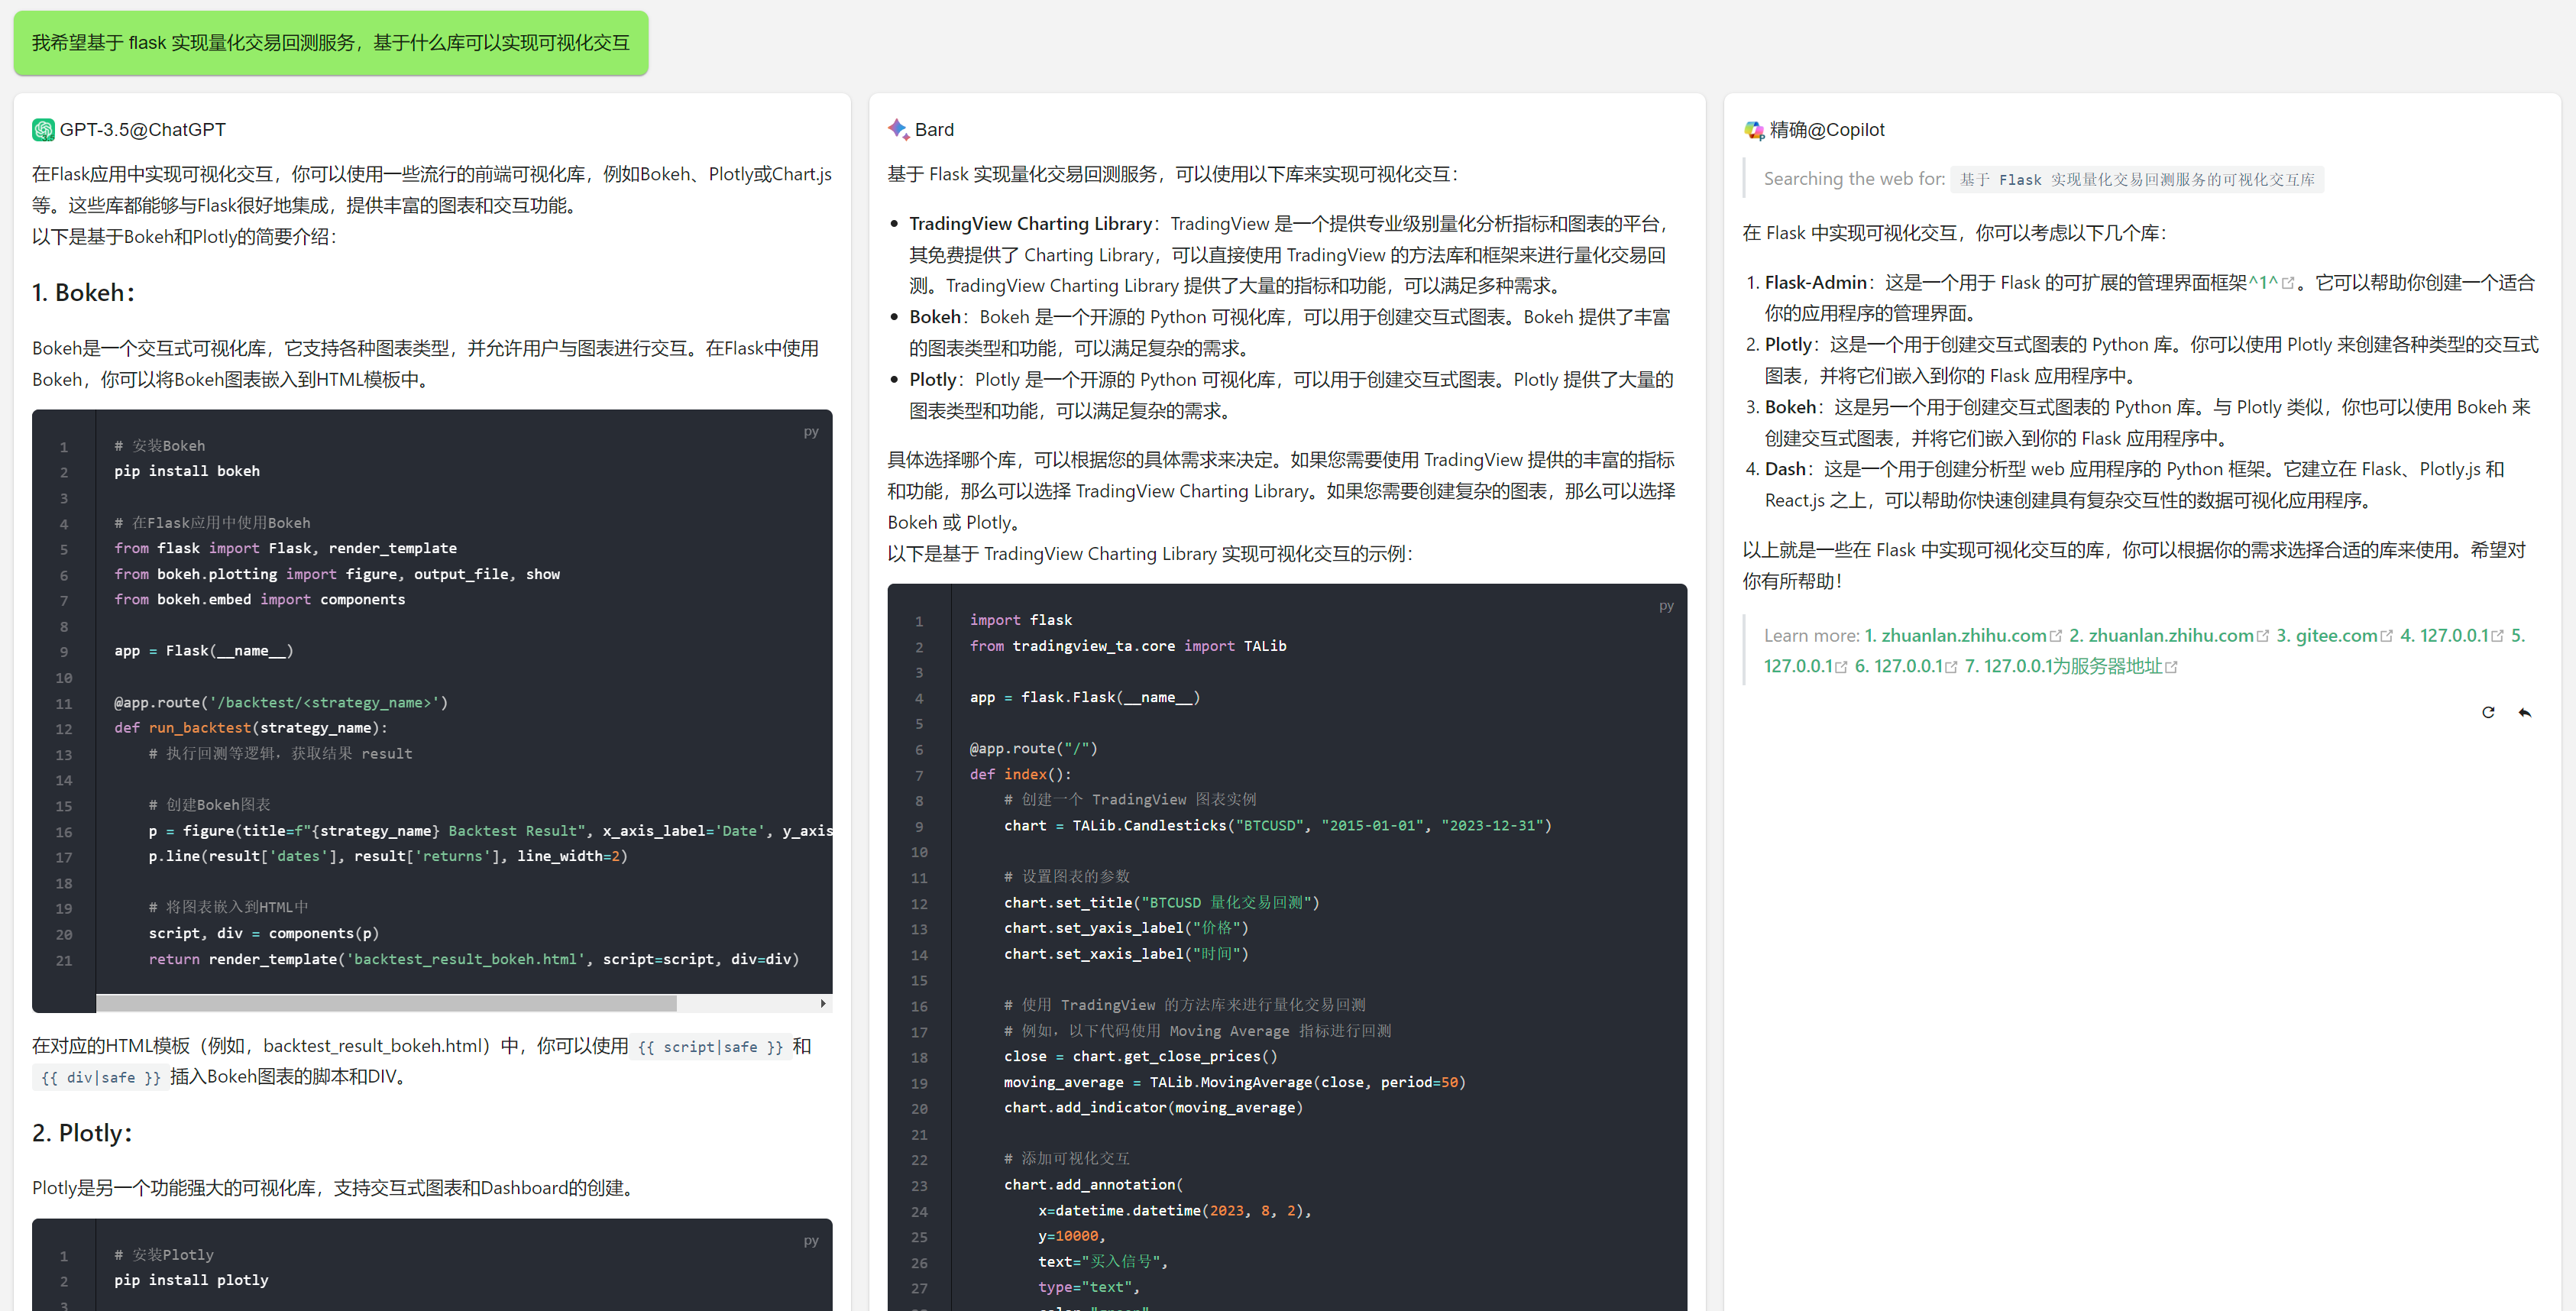 我希望基于 flask 实现量化交易回测服务，基于什么库可以实现可视化交互
GPT-3.5@ChatGPT
在Flask应用中实现可视化交互，你可以使用一些流行的前端可视化库，例如Bokeh、Plotly或Chart.js
等。这些库都能够与Flask很好地集成，提供丰富的图表和交互功能。
以下是基于Bokeh和Plotly的简要介绍：
1. Bokeh：
Bokeh是一个交互式可视化库，它支持各种图表类型，并允许用户与图表进行交互。在Flask中使用
Bokeh，你可以将Bokeh图表嵌入到HTML模板中。
py
1 # 安装Bokeh
2 pip install bokeh
3
4 # 在Flask应用中使用Bokeh
5 from flask import Flask, render_template
6 from bokeh.plotting import figure, output_file, show
7 from bokeh.embed import components
8
9 app = Flask(__name__)
10
11 @app.route('/backtest/<strategy_name>')
12 def run_backtest(strategy_name):
13     # 执行回测等逻辑，获取结果 result
14
15     # 创建Bokeh图表
16     p = figure(title=f"{strategy_name} Backtest Result", x_axis_label='Date', y_axis
17     p.line(result['dates'], result['returns'], line_width=2)
18
19     # 将图表嵌入到HTML中
20     script, div = components(p)
21     return render_template('backtest_result_bokeh.html', script=script, div=div)
在对应的HTML模板（例如，backtest_result_bokeh.html）中，你可以使用 {{ script|safe }} 和
{{ div|safe }} 插入Bokeh图表的脚本和DIV。
2. Plotly：
Plotly是另一个功能强大的可视化库，支持交互式图表和Dashboard的创建。
py
1 # 安装Plotly
2 pip install plotly
3
Bard
基于 Flask 实现量化交易回测服务，可以使用以下库来实现可视化交互：
• TradingView Charting Library：TradingView 是一个提供专业级别量化分析指标和图表的平台，
其免费提供了 Charting Library，可以直接使用 TradingView 的方法库和框架来进行量化交易回
测。TradingView Charting Library 提供了大量的指标和功能，可以满足多种需求。
• Bokeh：Bokeh 是一个开源的 Python 可视化库，可以用于创建交互式图表。Bokeh 提供了丰富
的图表类型和功能，可以满足复杂的需求。
• Plotly：Plotly 是一个开源的 Python 可视化库，可以用于创建交互式图表。Plotly 提供了大量的
图表类型和功能，可以满足复杂的需求。
具体选择哪个库，可以根据您的具体需求来决定。如果您需要使用 TradingView 提供的丰富的指标
和功能，那么可以选择 TradingView Charting Library。如果您需要创建复杂的图表，那么可以选择
Bokeh 或 Plotly。
以下是基于 TradingView Charting Library 实现可视化交互的示例：
py
1 import flask
2 from tradingview_ta.core import TALib
3
4 app = flask.Flask(__name__)
5
6 @app.route("/")
7 def index():
8     # 创建一个 TradingView 图表实例
9     chart = TALib.Candlesticks("BTCUSD", "2015-01-01", "2023-12-31")
10
11     # 设置图表的参数
12     chart.set_title("BTCUSD 量化交易回测")
13     chart.set_yaxis_label("价格")
14     chart.set_xaxis_label("时间")
15
16     # 使用 TradingView 的方法库来进行量化交易回测
17     # 例如，以下代码使用 Moving Average 指标进行回测
18     close = chart.get_close_prices()
19     moving_average = TALib.MovingAverage(close, period=50)
20     chart.add_indicator(moving_average)
21
22     # 添加可视化交互
23     chart.add_annotation(
24         x=datetime.datetime(2023, 8, 2),
25         y=10000,
26         text="买入信号",
27         type="text",
精确@Copilot
Searching the web for: 基于 Flask 实现量化交易回测服务的可视化交互库
在 Flask 中实现可视化交互，你可以考虑以下几个库：
1. Flask-Admin：这是一个用于 Flask 的可扩展的管理界面框架^1^。它可以帮助你创建一个适合
你的应用程序的管理界面。
2. Plotly：这是一个用于创建交互式图表的 Python 库。你可以使用 Plotly 来创建各种类型的交互式
图表，并将它们嵌入到你的 Flask 应用程序中。
3. Bokeh：这是另一个用于创建交互式图表的 Python 库。与 Plotly 类似，你也可以使用 Bokeh 来
创建交互式图表，并将它们嵌入到你的 Flask 应用程序中。
4. Dash：这是一个用于创建分析型 web 应用程序的 Python 框架。它建立在 Flask、Plotly.js 和
React.js 之上，可以帮助你快速创建具有复杂交互性的数据可视化应用程序。
以上就是一些在 Flask 中实现可视化交互的库，你可以根据你的需求选择合适的库来使用。希望对
你有所帮助！
Learn more: 1. zhuanlan.zhihu.com 2. zhuanlan.zhihu.com 3. gitee.com 4. 127.0.0.1 5.
127.0.0.1 6. 127.0.0.1 7. 127.0.0.1为服务器地址